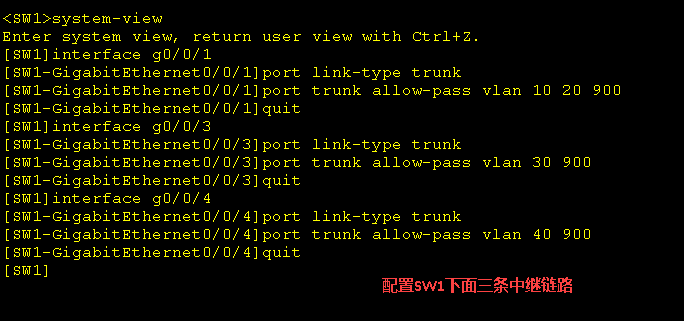 <SW1>system-view
Enter system view, return user view with Ctrl+Z.
[SW1]interface g0/0/1
[SW1-GigabitEthernet0/0/1]port link-type trunk
[SW1-GigabitEthernet0/0/1]port trunk allow-pass vlan 10 20 900
[SW1-GigabitEthernet0/0/1]quit
[SW1]interface g0/0/3
[SW1-GigabitEthernet0/0/3]port link-type trunk
[SW1-GigabitEthernet0/0/3]port trunk allow-pass vlan 30 900
[SW1-GigabitEthernet0/0/3]quit
[SW1]interface g0/0/4
[SW1-GigabitEthernet0/0/4]port link-type trunk
[SW1-GigabitEthernet0/0/4]port trunk allow-pass vlan 40 900
[SW1-GigabitEthernet0/0/4]quit
[SW1]
配置SW1下面三条中继链路